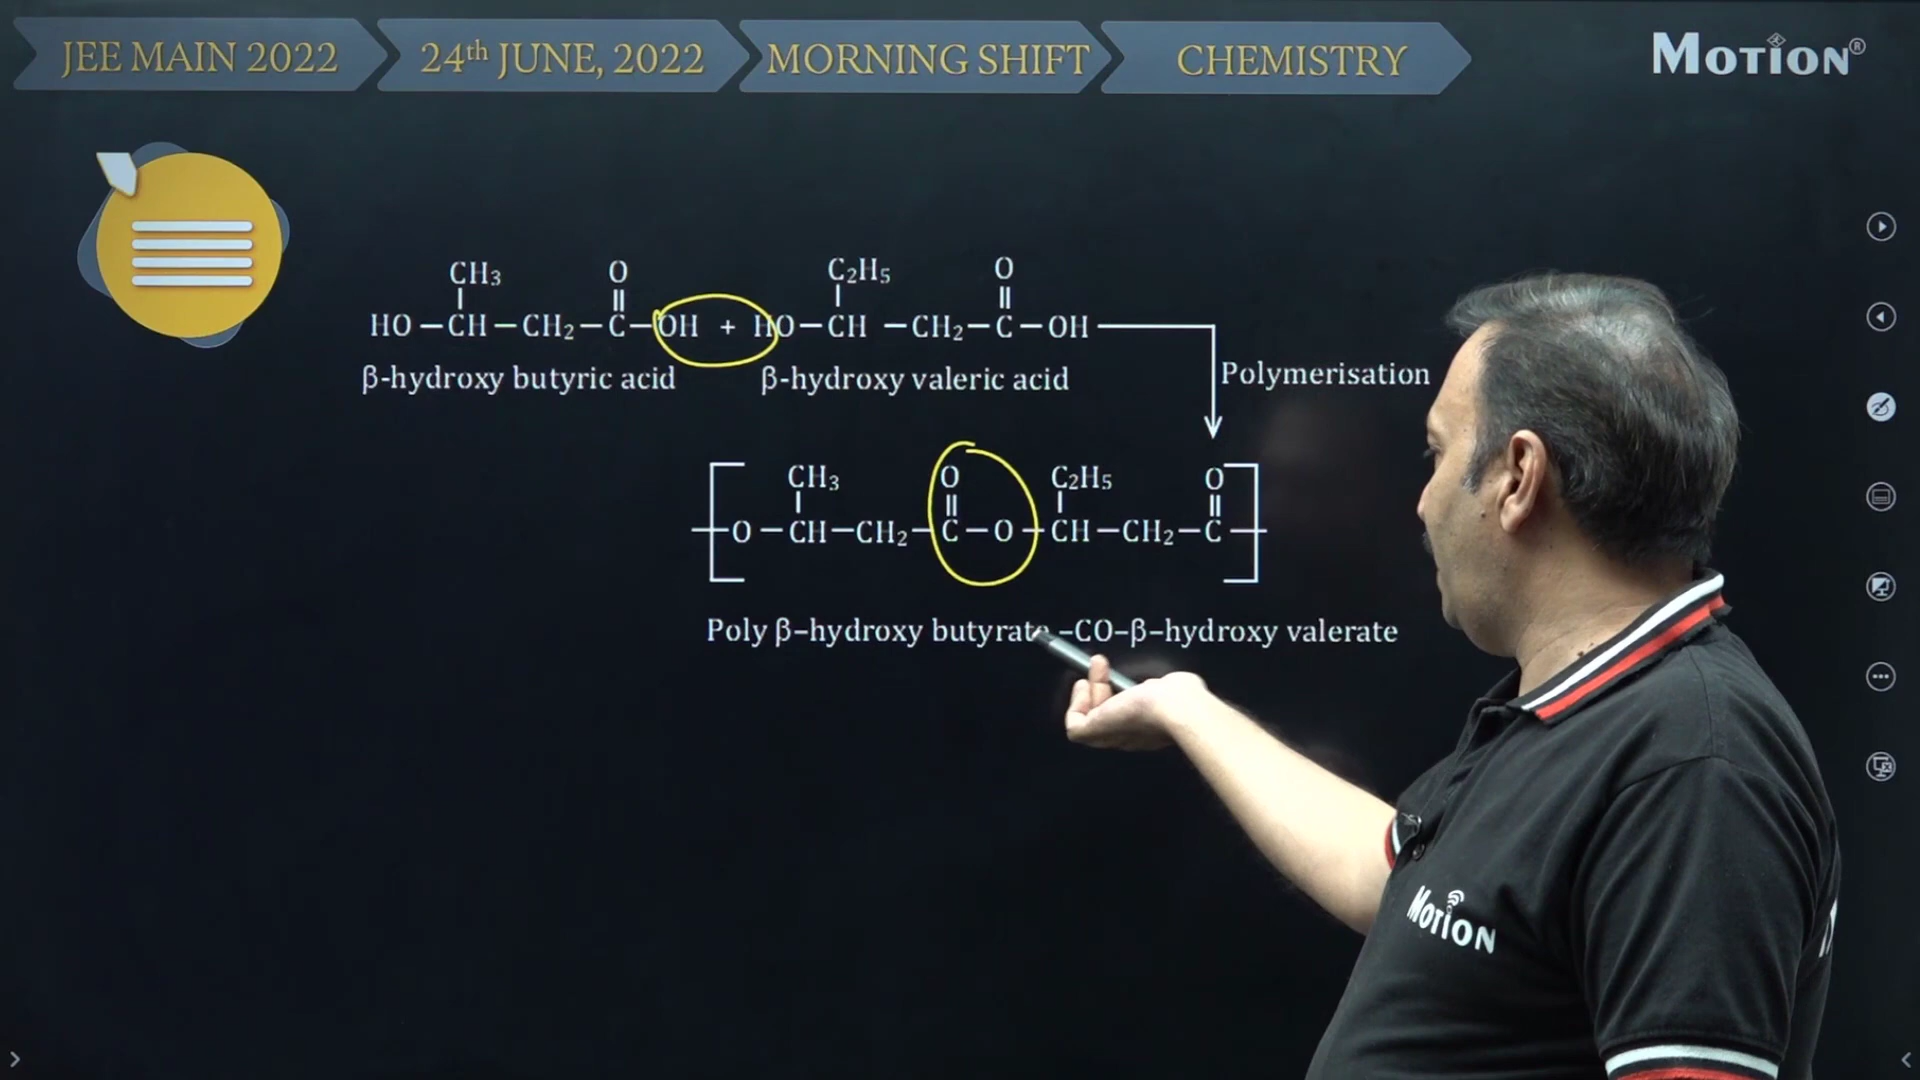 JEE MAIN 2022
24th JUNE, 2022
MORNING SHIFT
CHEMISTRY
MOTION®
CH₃ O C₂H₅ O
HO – CH – CH₂ – C – OH + HO – CH – CH₂ – C – OH
β-hydroxy butyric acid β-hydroxy valeric acid
Polymerisation
CH₃ O C₂H₅ O
O – CH – CH₂ – C – O – CH – CH₂ – C
Poly β–hydroxy butyrate –CO–β–hydroxy valerate
MOTION